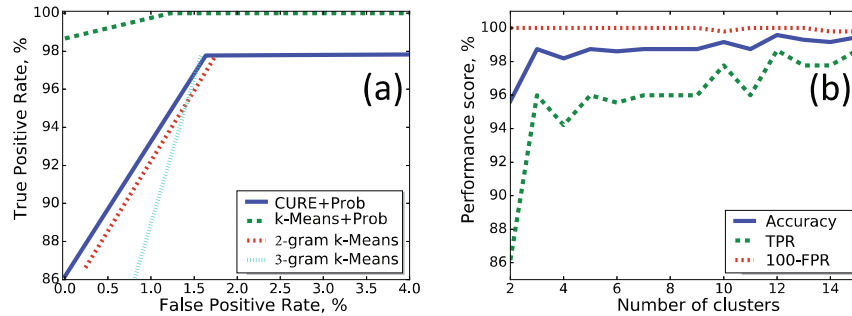 100
98
96
94
92
90
88
86
0.0 0.5 1.0 1.5 2.0 2.5 3.0 3.5 4.0
True Positive Rate, %
False Positive Rate, %
(a)
CURE+Prob
k-Means+Prob
2-gram k-Means
3-gram k-Means
100
98
96
94
92
90
88
86
2 4 6 8 10 12 14
Performance score, %
Number of clusters
(b)
Accuracy
TPR
100-FPR